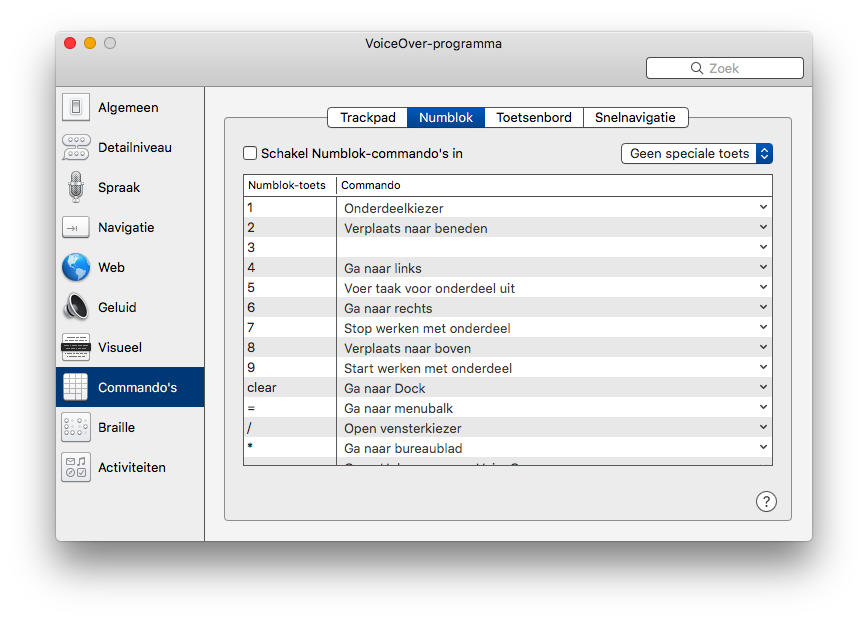 VoiceOver-programma
Zoek
Algemeen
Detailniveau
Spraak
Navigatie
Web
Geluid
Visueel
Commando's
Braille
Activiteiten
Trackpad Numblok Toetsenbord Snelnavigatie
Schakel Numblok-commando's in Geen speciale toets
Numblok-toets Commando
1 Onderdeelkiezer
2 Verplaats naar beneden
3
4 Ga naar links
5 Voer taak voor onderdeel uit
6 Ga naar rechts
7 Stop werken met onderdeel
8 Verplaats naar boven
9 Start werken met onderdeel
clear Ga naar Dock
= Ga naar menubalk
/ Open vensterkiezer
* Ga naar bureaublad
?